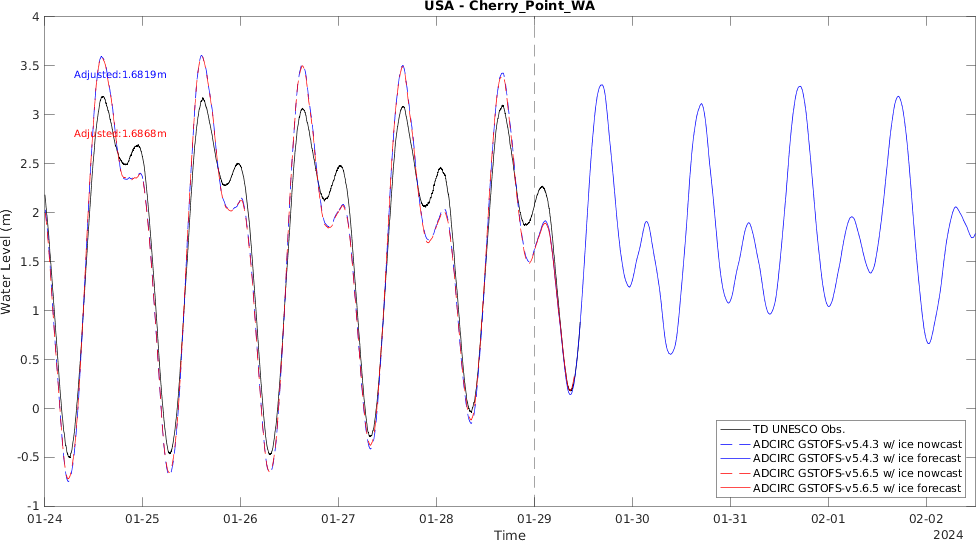 USA - Cherry_Point_WA
4
3.5
3
2.5
2
1.5
1
0.5
0
-0.5
-1
Water Level (m)
Adjusted:1.6819m
Adjusted:1.6868m
TD UNESCO Obs.
ADCIRC GSTOFS-v5.4.3 w/ ice nowcast
ADCIRC GSTOFS-v5.4.3 w/ ice forecast
ADCIRC GSTOFS-v5.6.5 w/ ice nowcast
ADCIRC GSTOFS-v5.6.5 w/ ice forecast
01-24 01-25 01-26 01-27 01-28 01-29 01-30 01-31 02-01 02-02
Time
2024